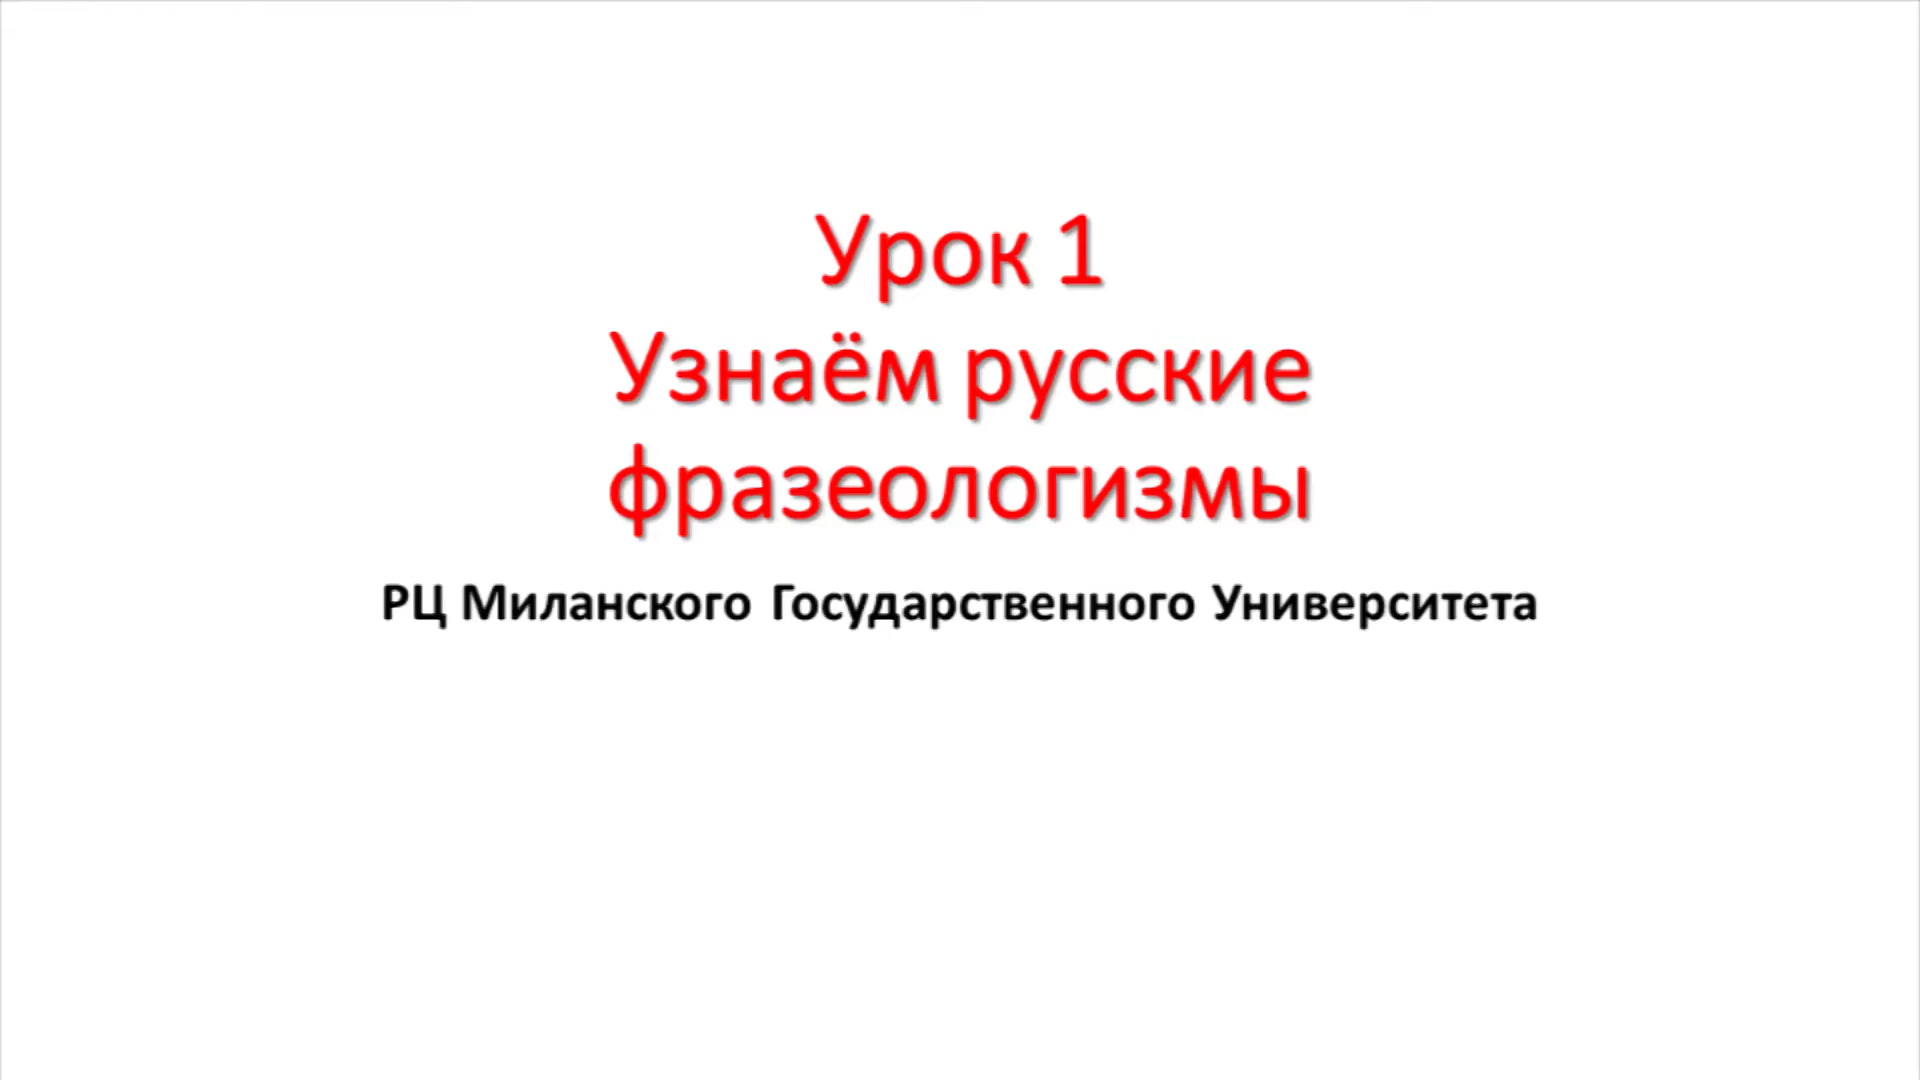 Урок 1
Узнаём русские
фразеологизмы
РЦ Миланского Государственного Университета